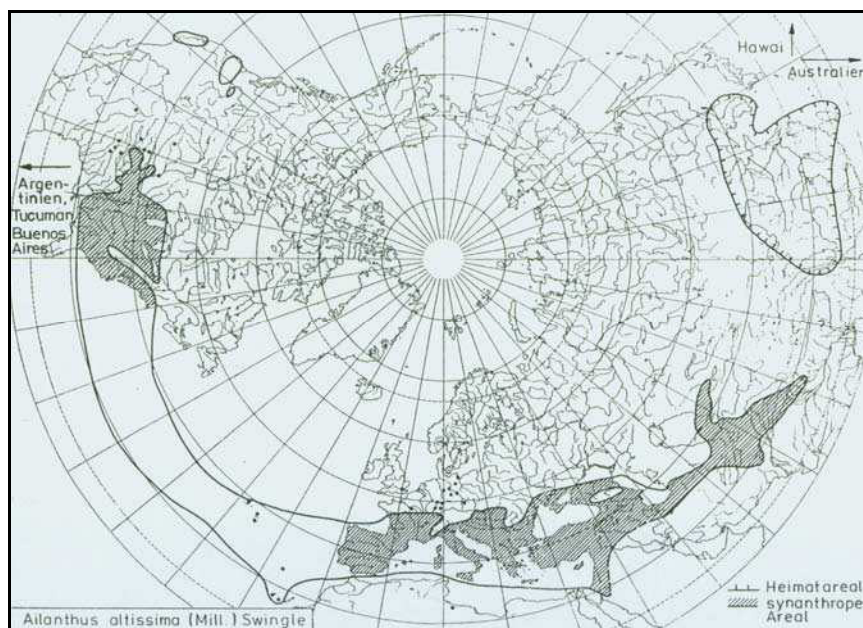 Hawai
Australien
Argen-
tinien,
Tucuman
Buenos
Aires
Heimatareal
synanthropes
Areal
Ailanthus altissima (Mill.) Swingle